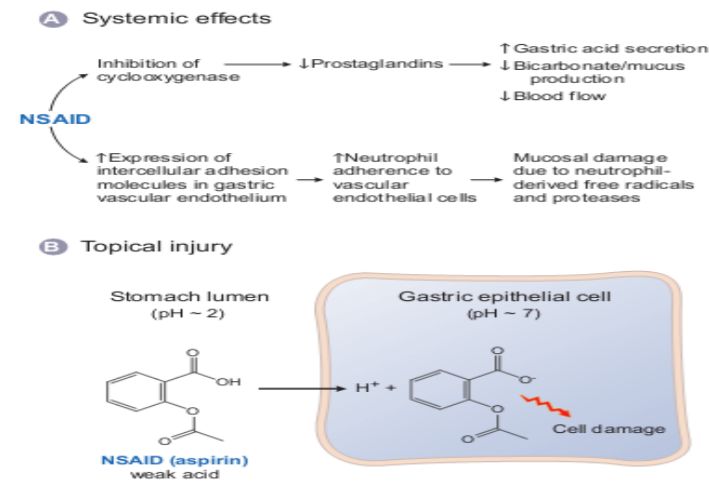 A Systemic effects
Inhibition of
cyclooxygenase
↓Prostaglandins
↑Gastric acid secretion
↓Bicarbonate/mucus
production
↓Blood flow
NSAID
↑Expression of
intercellular adhesion
molecules in gastric
vascular endothelium
↑Neutrophil
adherence to
vascular
endothelial cells
Mucosal damage
due to neutrophil-
derived free radicals
and proteases
B Topical injury
Stomach lumen
(pH ~ 2)
Gastric epithelial cell
(pH ~ 7)
O
OH
O
O
H+ +
O
O-
O
O
Cell damage
NSAID (aspirin)
weak acid